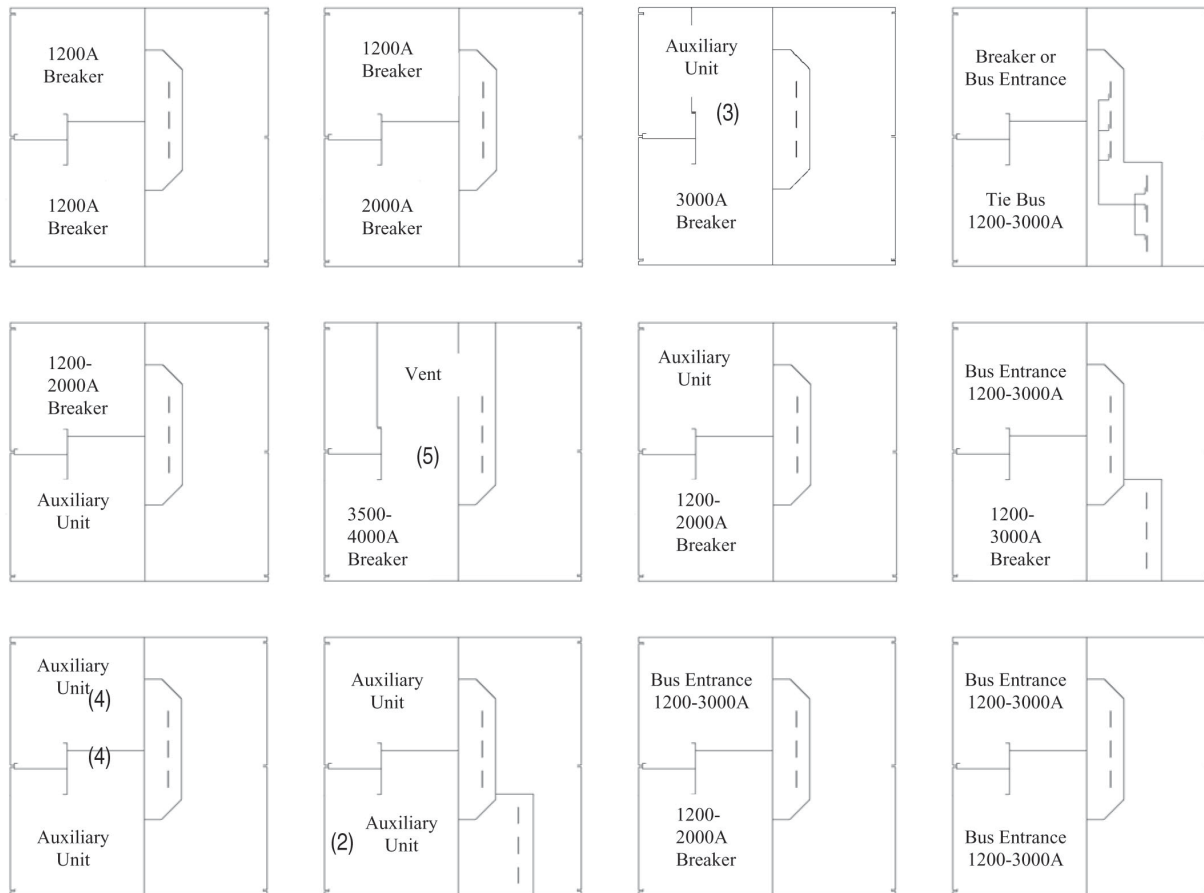 1200A
Breaker
1200A
Breaker
1200A
Breaker
2000A
Breaker
Auxiliary
Unit
(3)
3000A
Breaker
Breaker or
Bus Entrance
Tie Bus
1200-3000A
1200-
2000A
Breaker
Auxiliary
Unit
Vent
(5)
3500-
4000A
Breaker
Auxiliary
Unit
1200-
2000A
Breaker
Bus Entrance
1200-3000A
1200-
3000A
Breaker
Auxiliary
Unit(4)
(4)
Auxiliary
Unit
Auxiliary
Unit
(2) Auxiliary
Unit
Bus Entrance
1200-3000A
1200-
2000A
Breaker
Bus Entrance
1200-3000A
Bus Entrance
1200-3000A